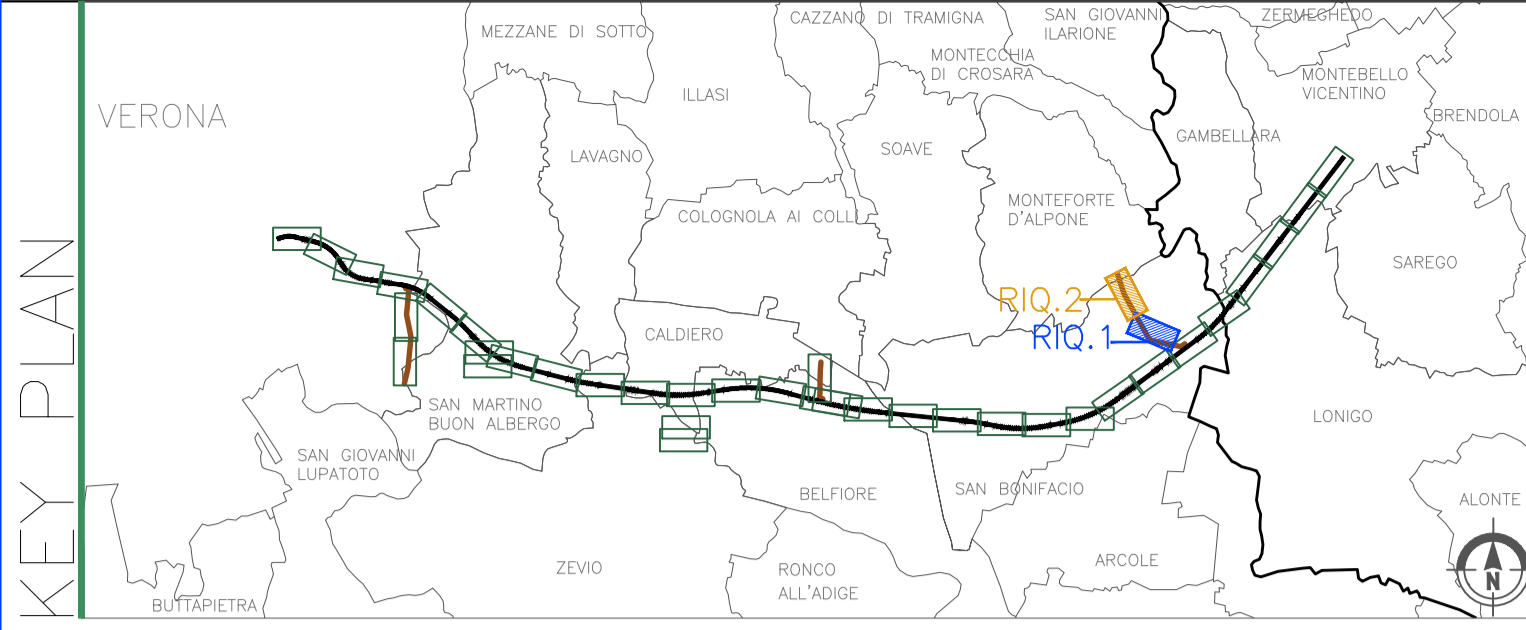 KEY PLAN
VERONA
MEZZANE DI SOTTO
CAZZANO DI TRAMIGNA
SAN GIOVANNI
ILARIONE
ZERMEGHEDO
MONTECCHIA
DI CROSARA
MONTEBELLO
VICENTINO
ILLASI
BRENDOLA
GAMBELLARA
LAVAGNO
SOAVE
MONTEFORTE
D'ALPONE
COLOGNOLA AI COLLI
SAREGO
RIQ.2
RIQ.1
CALDIERO
SAN MARTINO
BUON ALBERGO
LONIGO
SAN GIOVANNI
LUPATOTO
BELFIORE
SAN BONIFACIO
ALONTE
ZEVIO
RONCO
ALL'ADIGE
ARCOLE
N
BUTTAPIETRA